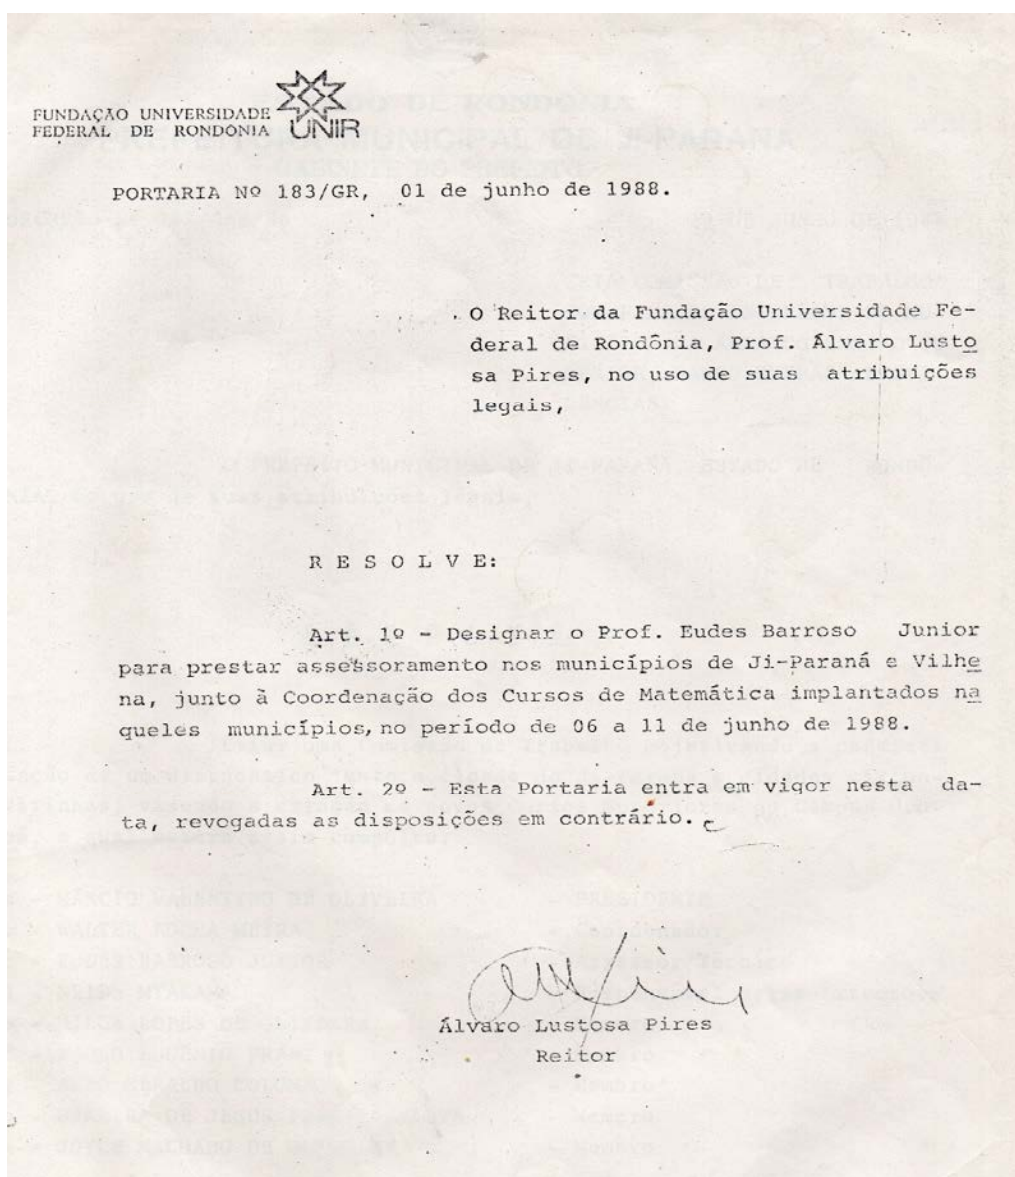 FUNDAÇÃO UNIVERSIDADE
FEDERAL DE RONDÔNIA UNIR
PORTARIA Nº 183/GR, 01 de junho de 1988.
O Reitor da Fundação Universidade Fe-
deral de Rondônia, Prof. Álvaro Lusto
sa Pires, no uso de suas atribuições
legais,
R E S O L V E:
Art. 1º - Designar o Prof. Eudes Barroso Junior
para prestar assessoramento nos municípios de Ji-Paraná e Vilhe
na, junto à Coordenação dos Cursos de Matemática implantados na
queles municípios, no período de 06 a 11 de junho de 1988.
Art. 2º - Esta Portaria entra em vigor nesta da-
ta, revogadas as disposições em contrário.
Álvaro Lustosa Pires
Reitor